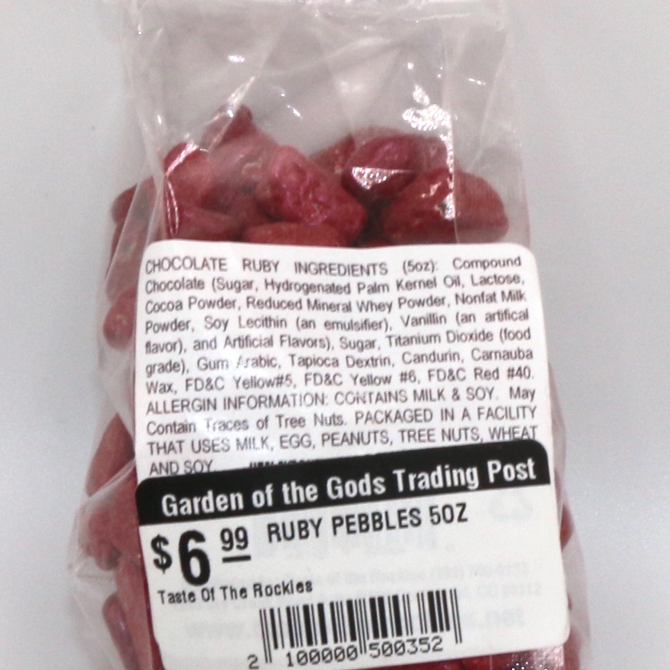 CHOCOLATE RUBY INGREDIENTS (5oz): Compound
Chocolate (Sugar, Hydrogenated Palm Kernel Oil, Lactose,
Cocoa Powder, Reduced Mineral Whey Powder, Nonfat Milk
Powder, Soy Lecithin (an emulsifier), Vanillin (an artifical
flavor), and Artificial Flavors), Sugar, Titanium Dioxide (food
grade), Gum Arabic, Tapioca Dextrin, Candurin, Carnauba
Wax, FD&C Yellow#5, FD&C Yellow #6, FD&C Red #40.
ALLERGIN INFORMATION: CONTAINS MILK & SOY. May
Contain Traces of Tree Nuts. PACKAGED IN A FACILITY
THAT USES MILK, EGG, PEANUTS, TREE NUTS, WHEAT
AND SOY
Garden of the Gods Trading Post
$6 99 RUBY PEBBLES 5OZ
Taste Of The Rockies
2 100000 500352